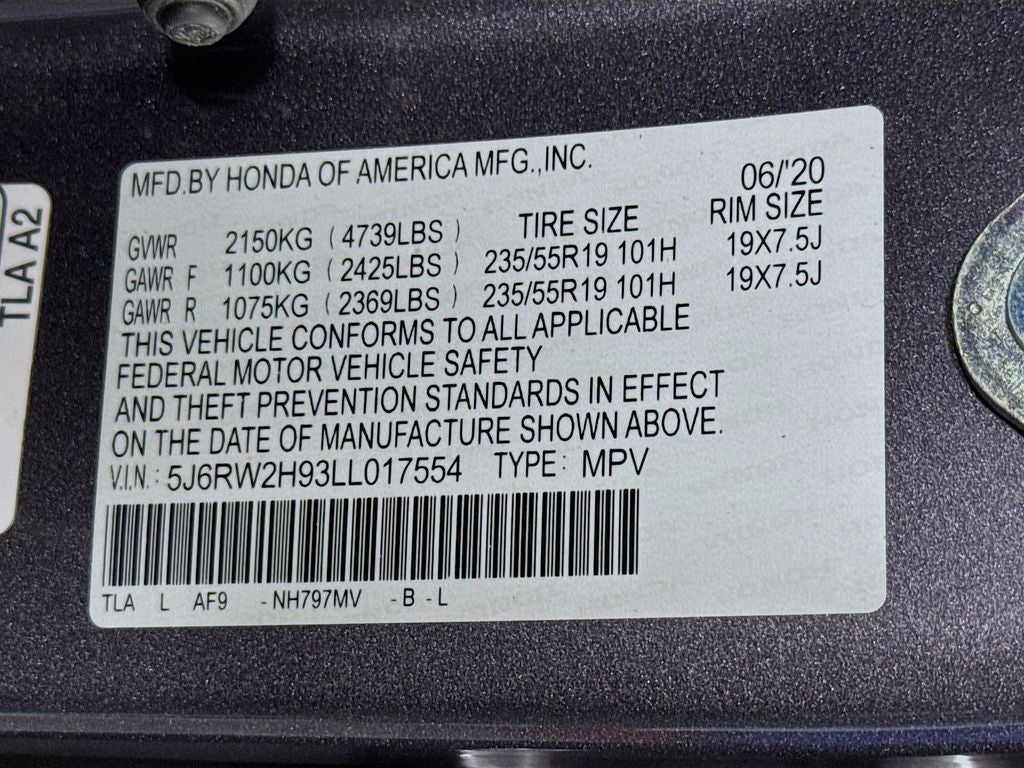 TLA A2
MFD.BY HONDA OF AMERICA MFG.,INC. 06/'20
GVWR 2150KG ( 4739LBS ) TIRE SIZE RIM SIZE
GAWR F 1100KG ( 2425LBS ) 235/55R19 101H 19X7.5J
GAWR R 1075KG ( 2369LBS ) 235/55R19 101H 19X7.5J
THIS VEHICLE CONFORMS TO ALL APPLICABLE
FEDERAL MOTOR VEHICLE SAFETY
AND THEFT PREVENTION STANDARDS IN EFFECT
ON THE DATE OF MANUFACTURE SHOWN ABOVE.
V.I.N.: 5J6RW2H93LL017554 TYPE: MPV
TLA L AF9 -NH797MV -B -L